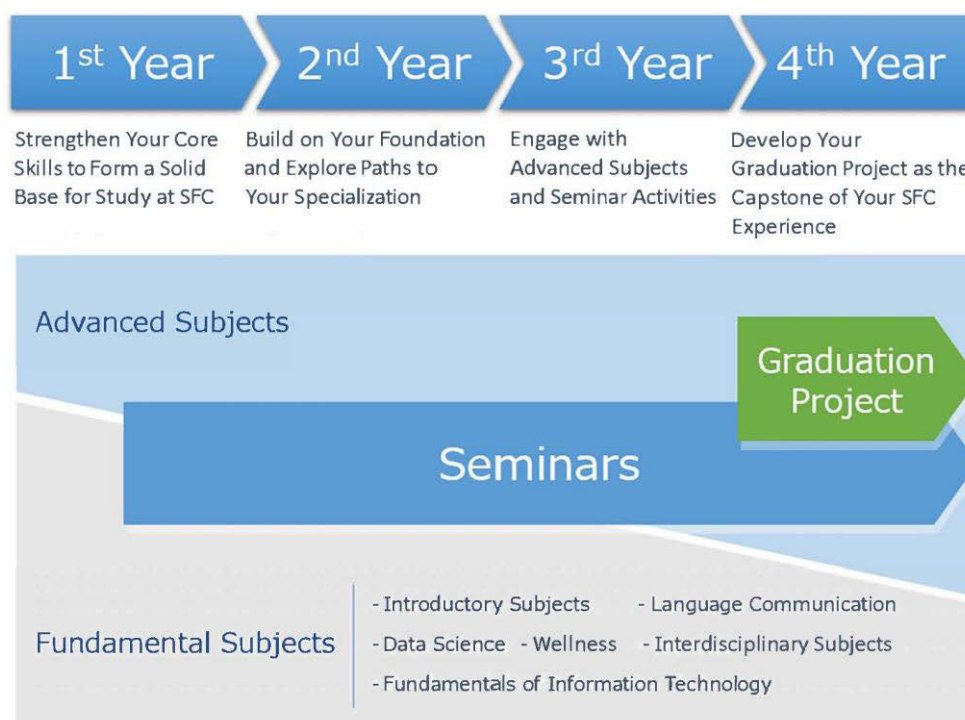 1st Year
2nd Year
3rd Year
4th Year
Strengthen Your Core
Skills to Form a Solid
Base for Study at SFC
Build on Your Foundation
and Explore Paths to
Your Specialization
Engage with
Advanced Subjects
and Seminar Activities
Develop Your
Graduation Project as the
Capstone of Your SFC
Experience
Advanced Subjects
Graduation
Project
Seminars
Fundamental Subjects
- Introductory Subjects - Language Communication
- Data Science - Wellness - Interdisciplinary Subjects
- Fundamentals of Information Technology